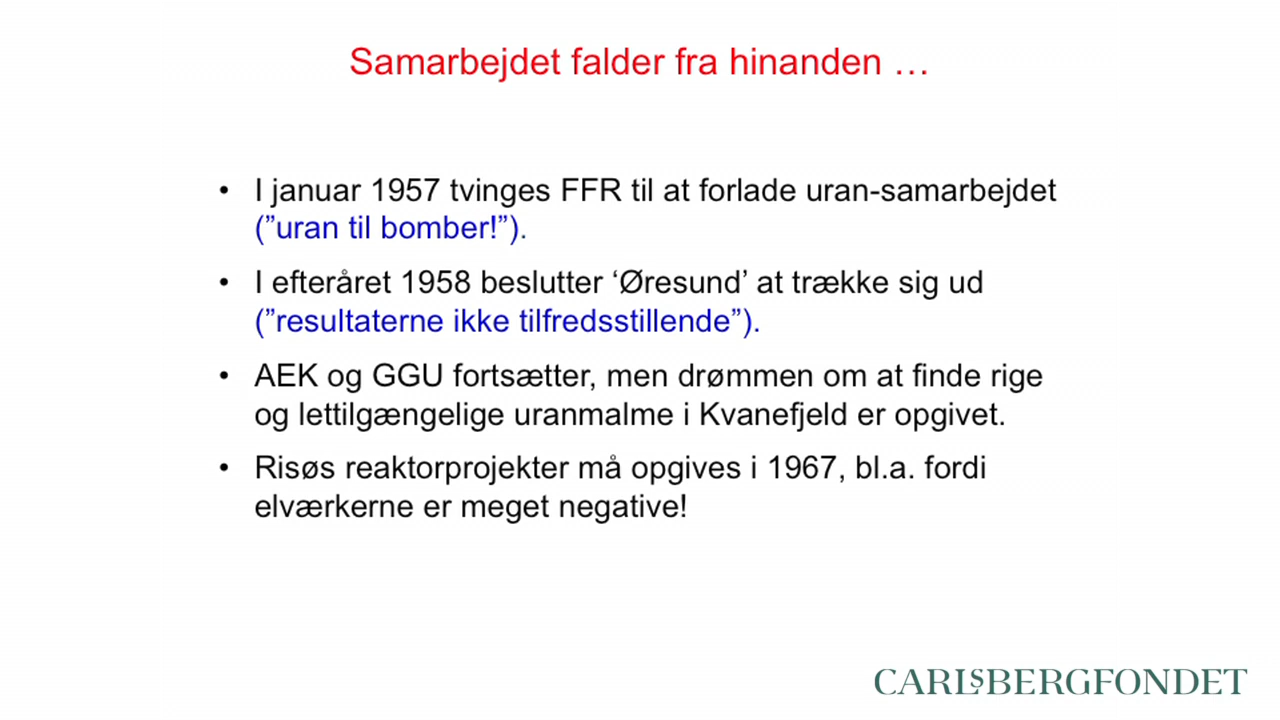 Samarbejdet falder fra hinanden …
• I januar 1957 tvinges FFR til at forlade uran-samarbejdet
(”uran til bomber!”).
• I efteråret 1958 beslutter ‘Øresund’ at trække sig ud
(”resultaterne ikke tilfredsstillende”).
• AEK og GGU fortsætter, men drømmen om at finde rige
og lettilgængelige uranmalme i Kvanefjeld er opgivet.
• Risøs reaktorprojekter må opgives i 1967, bl.a. fordi
elværkerne er meget negative!
CARLSBERGFONDET